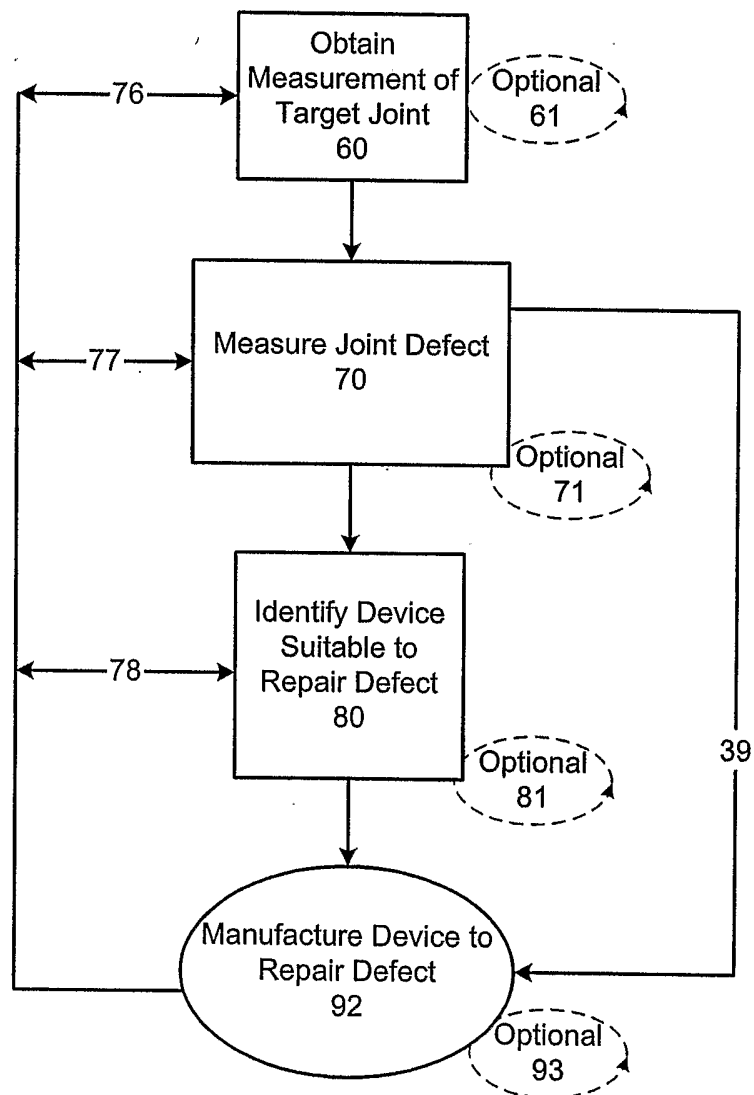 Obtain
Measurement of
Target Joint
60
Optional
61
76
Measure Joint Defect
70
77
Optional
71
Identify Device
Suitable to
Repair Defect
80
78
39
Optional
81
Manufacture Device to
Repair Defect
92
Optional
93